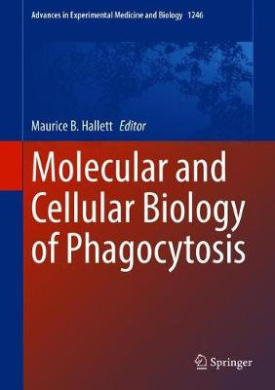 Advances in Experimental Medicine and Biology 1246
Maurice B. Hallett Editor
Molecular and
Cellular Biology
of Phagocytosis
Springer